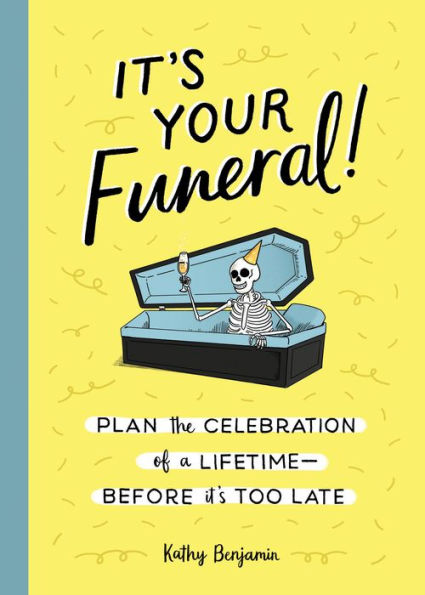 IT'S
YOUR
Funeral!
PLAN the CELEBRATION
of a LIFETIME—
BEFORE it's TOO LATE
Kathy Benjamin